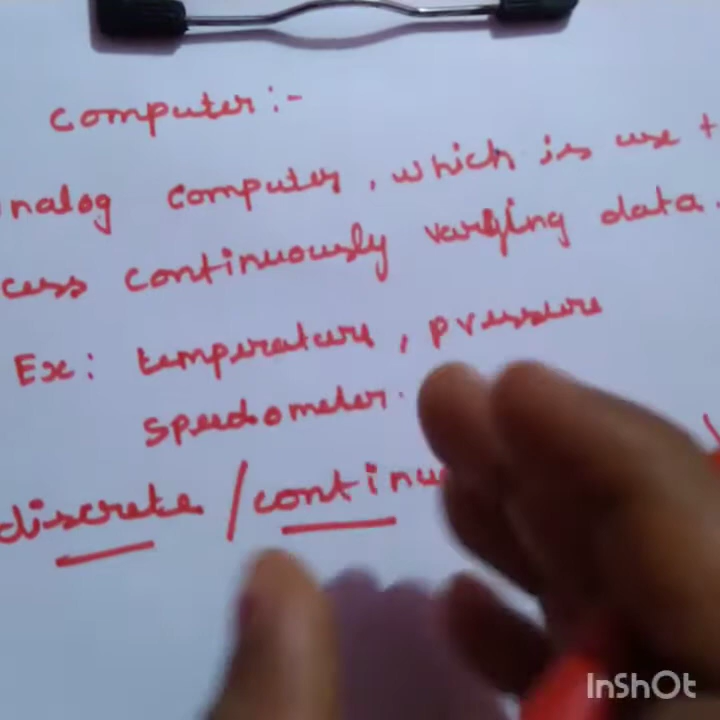 computer:-
nalog computer, which is use t
cess continuously varying data.
Ex: temperature, pressure
speedometer.
discrete / continu
InShOt